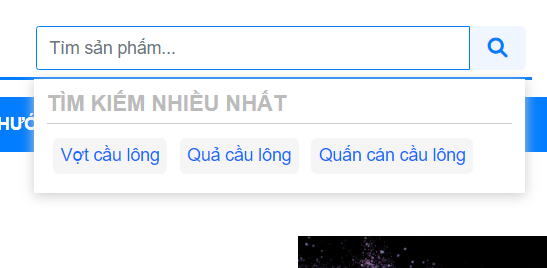 Tìm sản phẩm...
TÌM KIẾM NHIỀU NHẤT
HƯỚ
Vợt cầu lông Quả cầu lông Quấn cán cầu lông